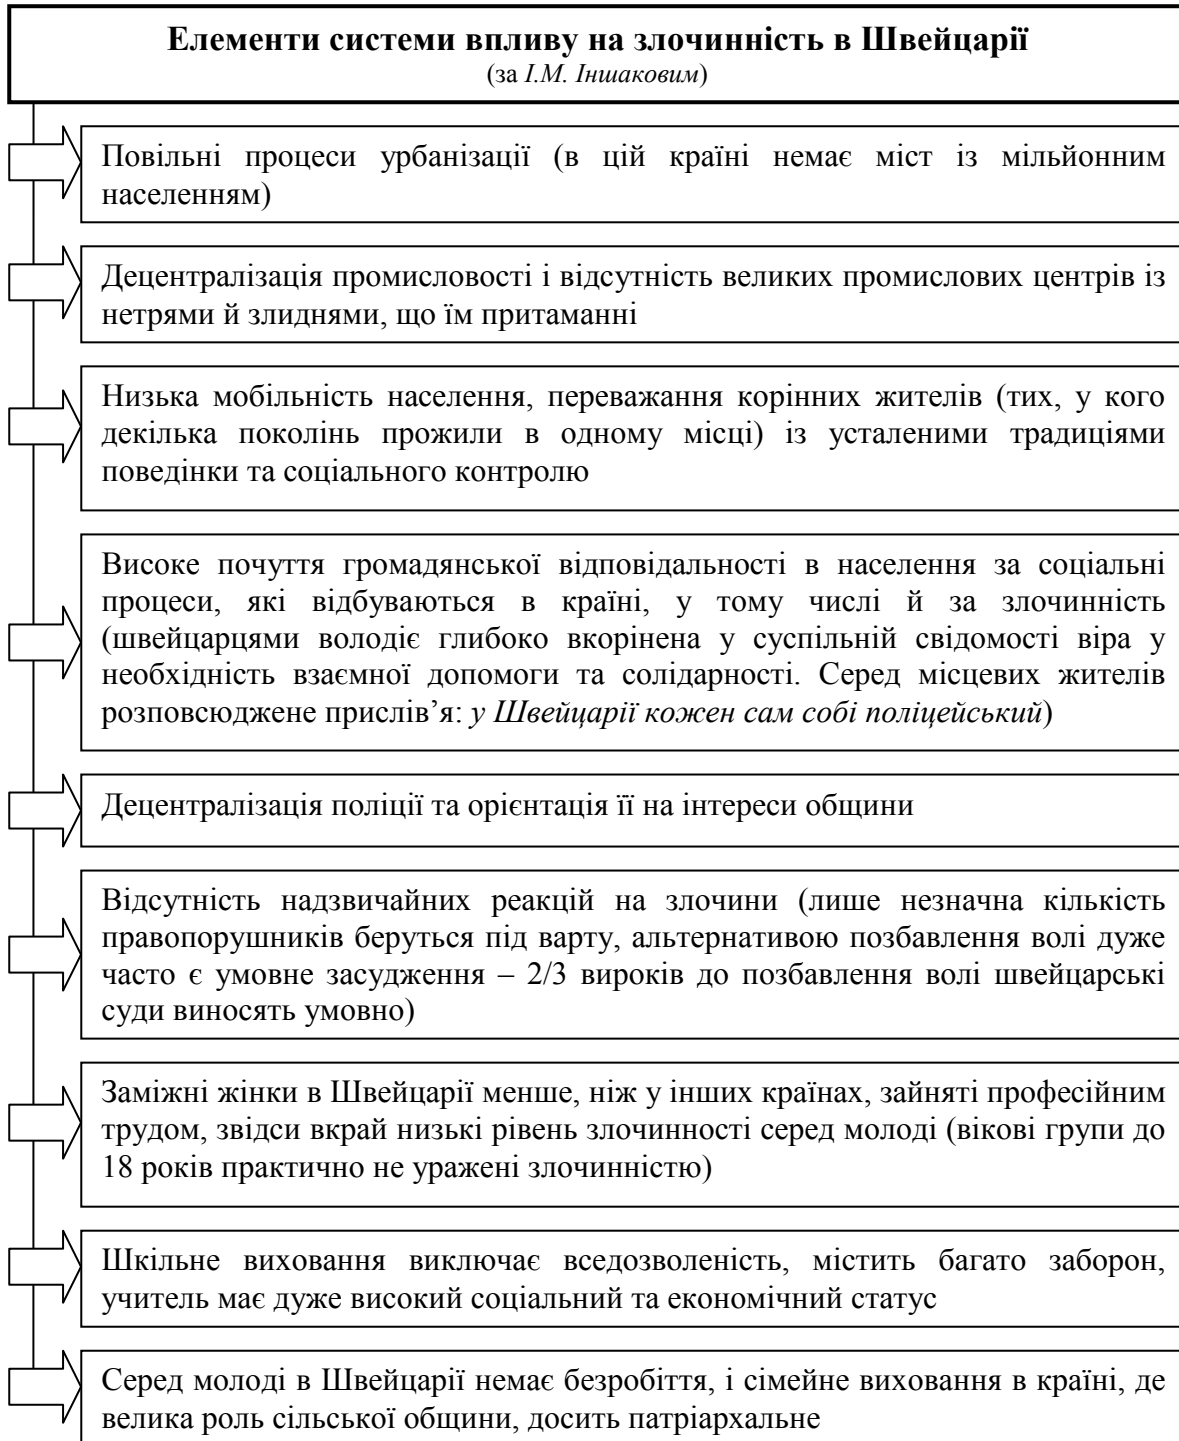 Елементи системи впливу на злочинність в Швейцарії
(за І.М. Іншаковим)
Повільні процеси урбанізації (в цій країні немає міст із мільйонним
населенням)
Децентралізація промисловості і відсутність великих промислових центрів із
нетрями й злиднями, що їм притаманні
Низька мобільність населення, переважання корінних жителів (тих, у кого
декілька поколінь прожили в одному місці) із усталеними традиціями
поведінки та соціального контролю
Високе почуття громадянської відповідальності в населення за соціальні
процеси, які відбуваються в країні, у тому числі й за злочинність
(швейцарцями володіє глибоко вкорінена у суспільній свідомості віра у
необхідність взаємної допомоги та солідарності. Серед місцевих жителів
розповсюджене прислів’я: у Швейцарії кожен сам собі поліцейський)
Децентралізація поліції та орієнтація її на інтереси общини
Відсутність надзвичайних реакцій на злочини (лише незначна кількість
правопорушників беруться під варту, альтернативою позбавлення волі дуже
часто є умовне засудження – 2/3 вироків до позбавлення волі швейцарські
суди виносять умовно)
Заміжні жінки в Швейцарії менше, ніж у інших країнах, зайняті професійним
трудом, звідси вкрай низькі рівень злочинності серед молоді (вікові групи до
18 років практично не уражені злочинністю)
Шкільне виховання виключає вседозволеність, містить багато заборон,
учитель має дуже високий соціальний та економічний статус
Серед молоді в Швейцарії немає безробіття, і сімейне виховання в країні, де
велика роль сільської общини, досить патріархальне